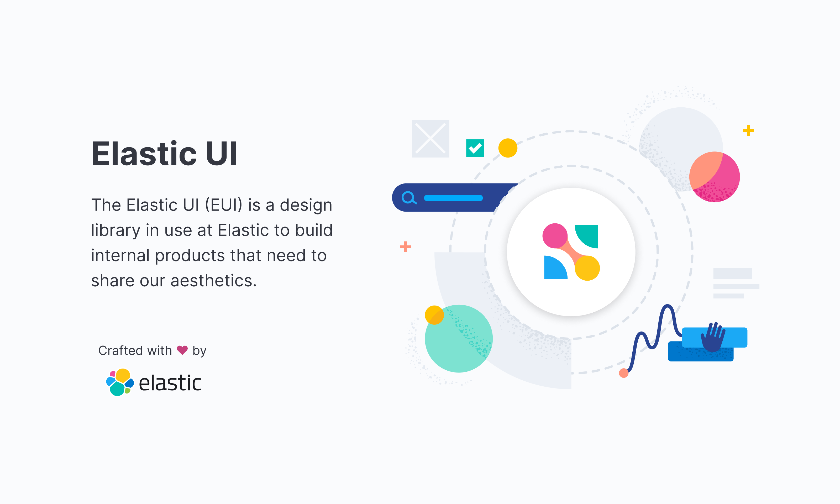 Elastic UI
The Elastic UI (EUI) is a design
library in use at Elastic to build
internal products that need to
share our aesthetics.
Crafted with ❤ by
elastic